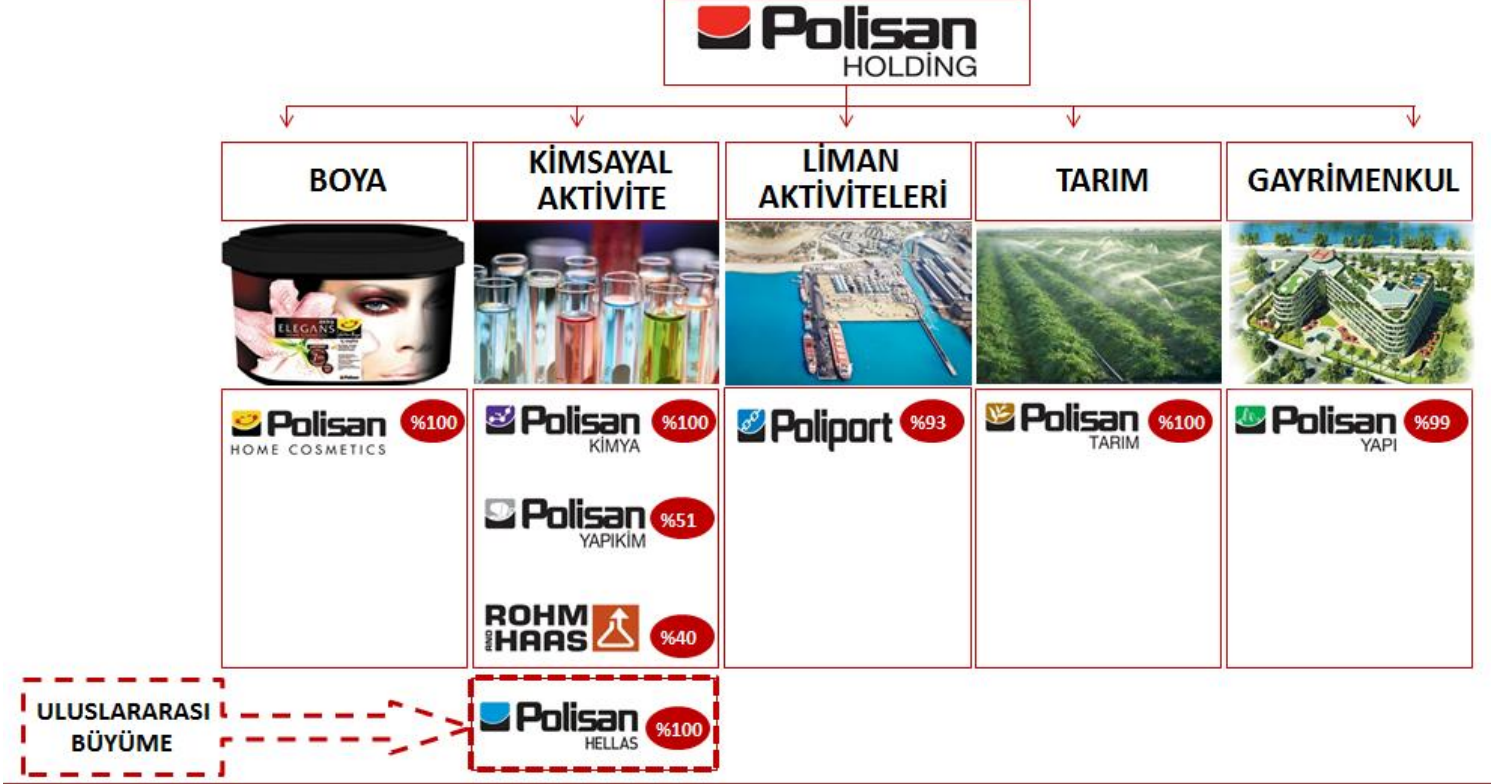 Polisan
HOLDİNG
BOYA
KİMSAYAL
AKTİVİTE
LİMAN
AKTİVİTELERİ
TARIM
GAYRİMENKUL
ELEGANS
Polisan
HOME COSMETICS
%100
Polisan
KİMYA
%100
Polisan
YAPIKİM
%51
ROHM
AND HAAS
%40
Poliport
%93
Polisan
TARIM
%100
Polisan
YAPI
%99
ULUSLARARASI
BÜYÜME
Polisan
HELLAS
%100